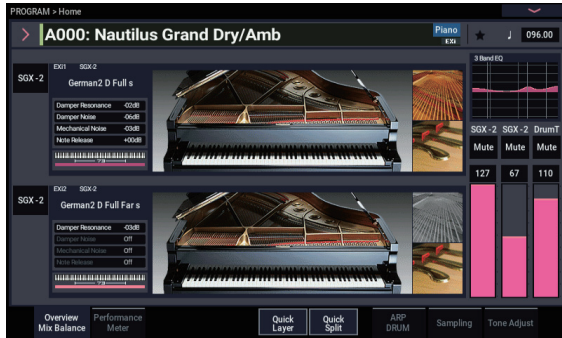 PROGRAM > Home
A000: Nautilus Grand Dry/Amb
Piano
EXi
096.00
SGX-2
EXI1 SGX-2
German2 D Full s
Damper Resonance -02dB
Damper Noise -06dB
Mechanical Noise -03dB
Note Release +00dB
73
3 Band EQ
SGX-2 SGX-2 DrumT
Mute Mute Mute
127 67 110
SGX-2
EXI2 SGX-2
German2 D Full Far s
Damper Resonance -03dB
Damper Noise Off
Mechanical Noise Off
Note Release Off
73
Overview
Mix Balance
Performance
Meter
Quick
Layer
Quick
Split
ARP
DRUM
Sampling
Tone Adjust